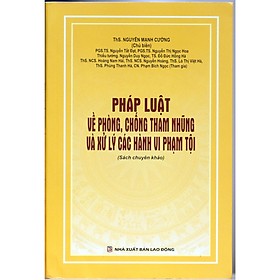 ThS. NGUYỄN MẠNH CƯỜNG
(Chủ biên)
PGS.TS. Nguyễn Tất Đạt, PGS.TS. Nguyễn Thị Ngọc Hoa
Thiếu tướng, Nguyễn Duy Ngọc, TS. Đỗ Đức Hồng Hà
ThS. NCS. Hoàng Nam Hải, ThS. NCS. Nguyễn Hoàng, ThS. Lò Thị Việt Hà,
ThS. Phùng Thanh Hà, CN. Phạm Bích Ngọc (Tham gia)
PHÁP LUẬT
VỀ PHÒNG, CHỐNG THAM NHŨNG
VÀ XỬ LÝ CÁC HÀNH VI PHẠM TỘI
(Sách chuyên khảo)
NHÀ XUẤT BẢN LAO ĐỘNG